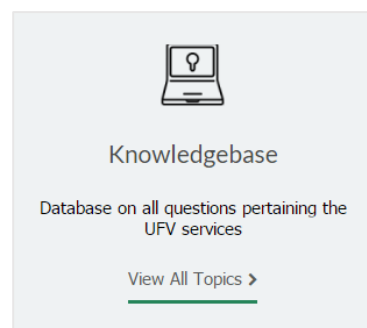 Knowledgebase
Database on all questions pertaining the
UFV services
View All Topics >